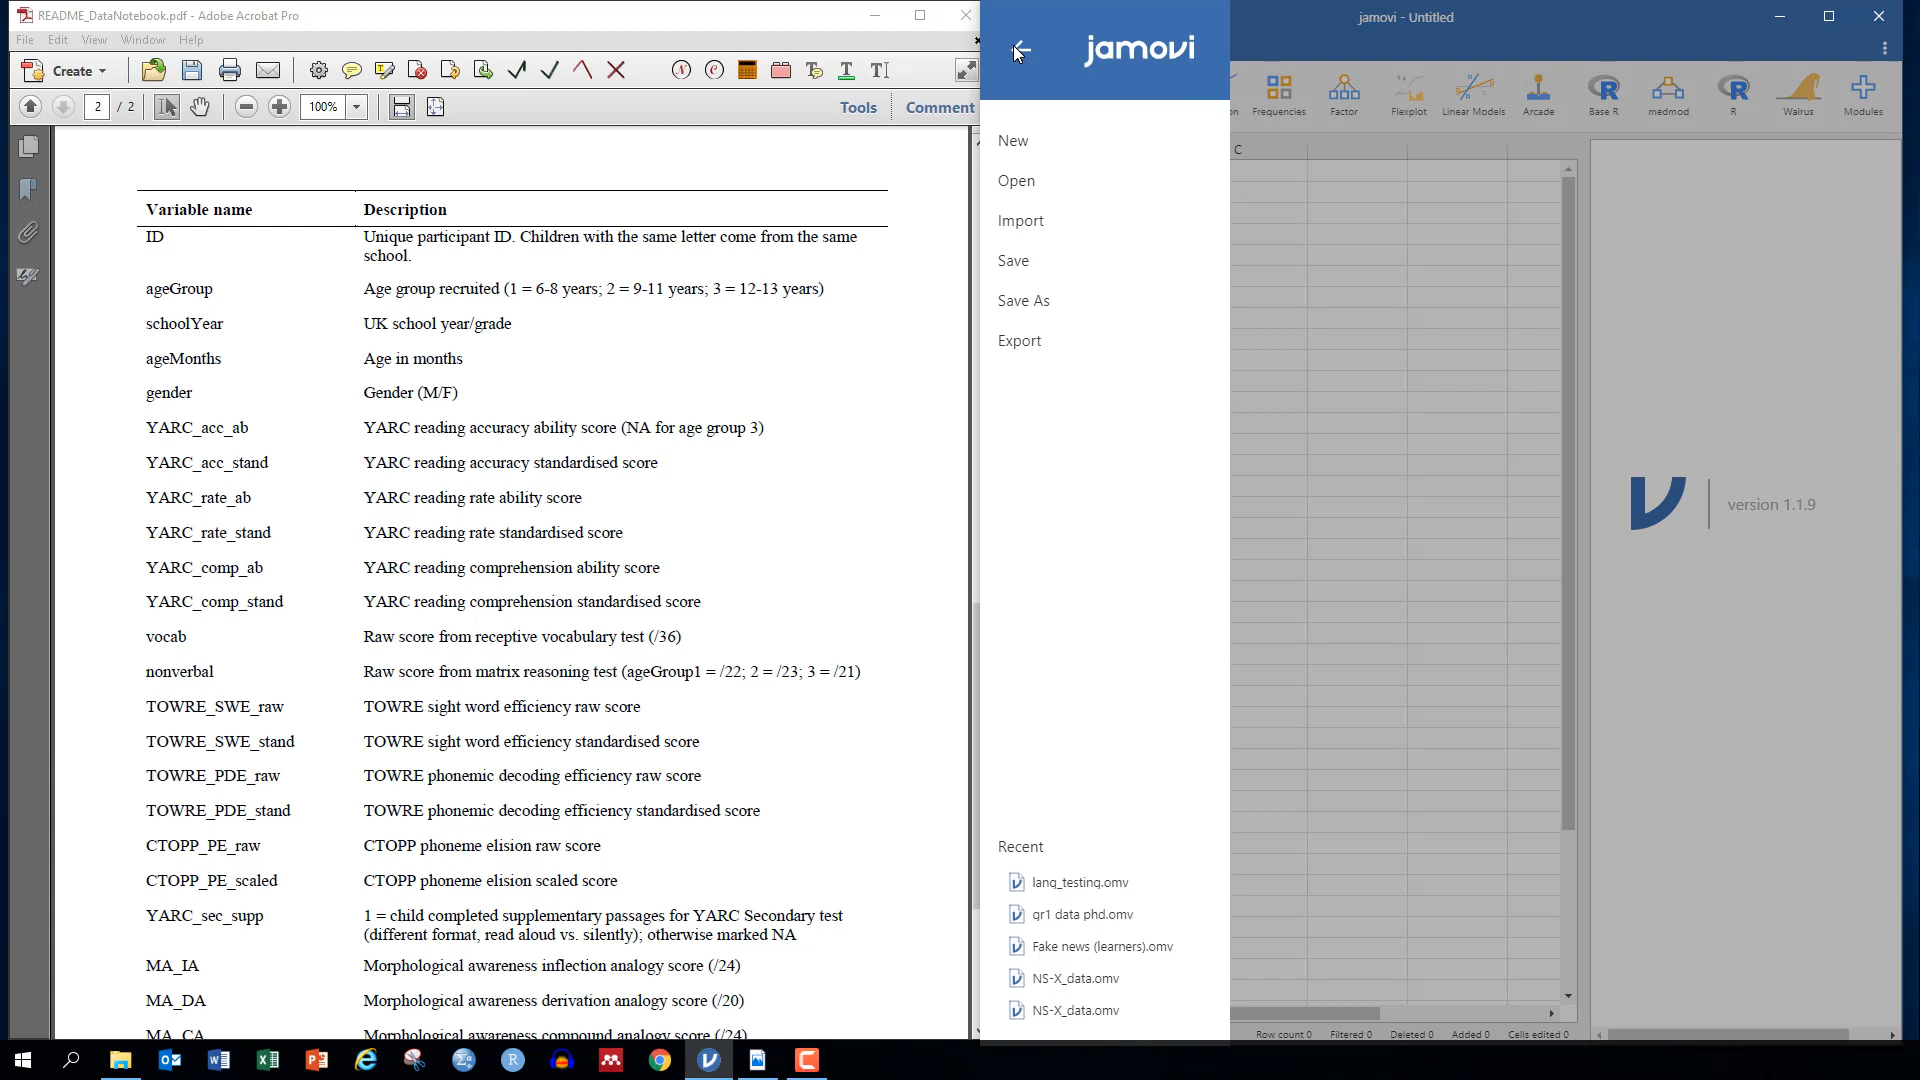 README_DataNotebook.pdf - Adobe Acrobat Pro
File Edit View Window Help
Create
2 / 2
100%
Tools
Comment
Variable name Description
ID Unique participant ID. Children with the same letter come from the same
school.
ageGroup Age group recruited (1 = 6-8 years; 2 = 9-11 years; 3 = 12-13 years)
schoolYear UK school year/grade
ageMonths Age in months
gender Gender (M/F)
YARC_acc_ab YARC reading accuracy ability score (NA for age group 3)
YARC_acc_stand YARC reading accuracy standardised score
YARC_rate_ab YARC reading rate ability score
YARC_rate_stand YARC reading rate standardised score
YARC_comp_ab YARC reading comprehension ability score
YARC_comp_stand YARC reading comprehension standardised score
vocab Raw score from receptive vocabulary test (/36)
nonverbal Raw score from matrix reasoning test (ageGroup1 = /22; 2 = /23; 3 = /21)
TOWRE_SWE_raw TOWRE sight word efficiency raw score
TOWRE_SWE_stand TOWRE sight word efficiency standardised score
TOWRE_PDE_raw TOWRE phonemic decoding efficiency raw score
TOWRE_PDE_stand TOWRE phonemic decoding efficiency standardised score
CTOPP_PE_raw CTOPP phoneme elision raw score
CTOPP_PE_scaled CTOPP phoneme elision scaled score
YARC_sec_supp 1 = child completed supplementary passages for YARC Secondary test
(different format, read aloud vs. silently); otherwise marked NA
MA_IA Morphological awareness inflection analogy score (/24)
MA_DA Morphological awareness derivation analogy score (/20)
MA_CA Morphological awareness compound analogy score (/24)
jamovi
New
Open
Import
Save
Save As
Export
Recent
lang_testing.omv
gr1 data phd.omv
Fake news (learners).omv
NS-X_data.omv
NS-X_data.omv
jamovi - Untitled
Frequencies Factor Flexplot Linear Models Arcade Base R medmod R Walrus Modules
C
version 1.1.9
Row count 0 Filtered 0 Deleted 0 Added 0 Cells edited 0